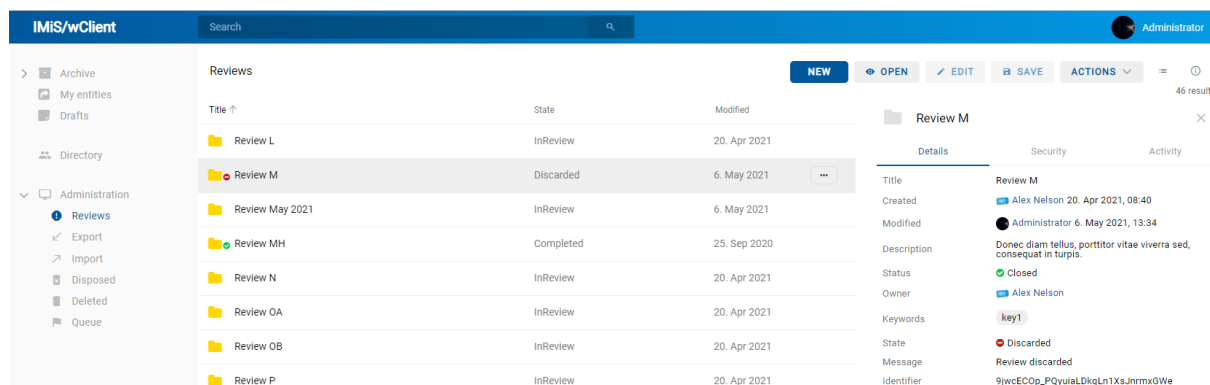 IMiS/wClient Search Administrator
Archive
My entities
Drafts
Directory
Administration
Reviews
Export
Import
Disposed
Deleted
Queue
Reviews NEW OPEN EDIT SAVE ACTIONS
46 result
Title ↑ State Modified
Review L InReview 20. Apr 2021
Review M Discarded 6. May 2021 ...
Review May 2021 InReview 6. May 2021
Review MH Completed 25. Sep 2020
Review N InReview 20. Apr 2021
Review OA InReview 20. Apr 2021
Review OB InReview 20. Apr 2021
Review P InReview 20. Apr 2021
Review M
Details Security Activity
Title Review M
Created Alex Nelson 20. Apr 2021, 08:40
Modified Administrator 6. May 2021, 13:34
Description Donec diam tellus, porttitor vitae viverra sed,
consequat in turpis.
Status Closed
Owner Alex Nelson
Keywords key1
State Discarded
Message Review discarded
Identifier